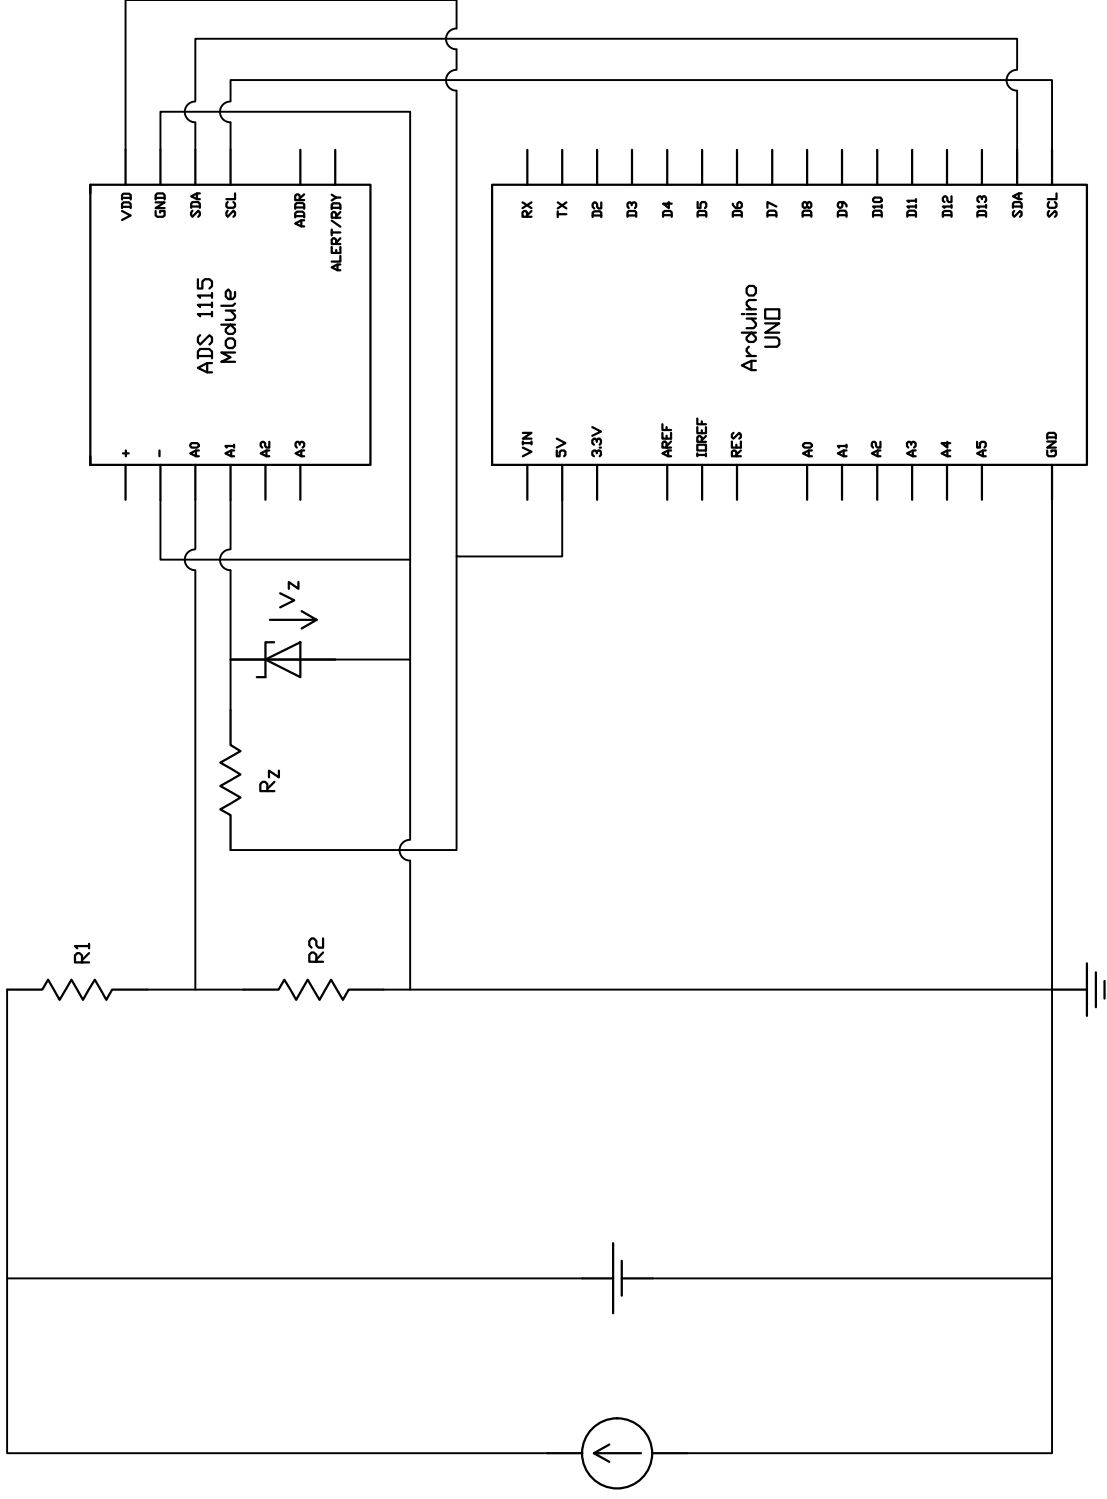 VDD
GND
SDA
SCL
ADDR
ALERT/RDY
ADS 1115
Module
+
-
A0
A1
A2
A3
RX
TX
D2
D3
D4
D5
D6
D7
D8
D9
D10
D11
D12
D13
SDA
SCL
Arduino
UNO
VIN
5V
3.3V
AREF
IOREF
RES
A0
A1
A2
A3
A4
A5
GND
Vz
Rz
R1
R2